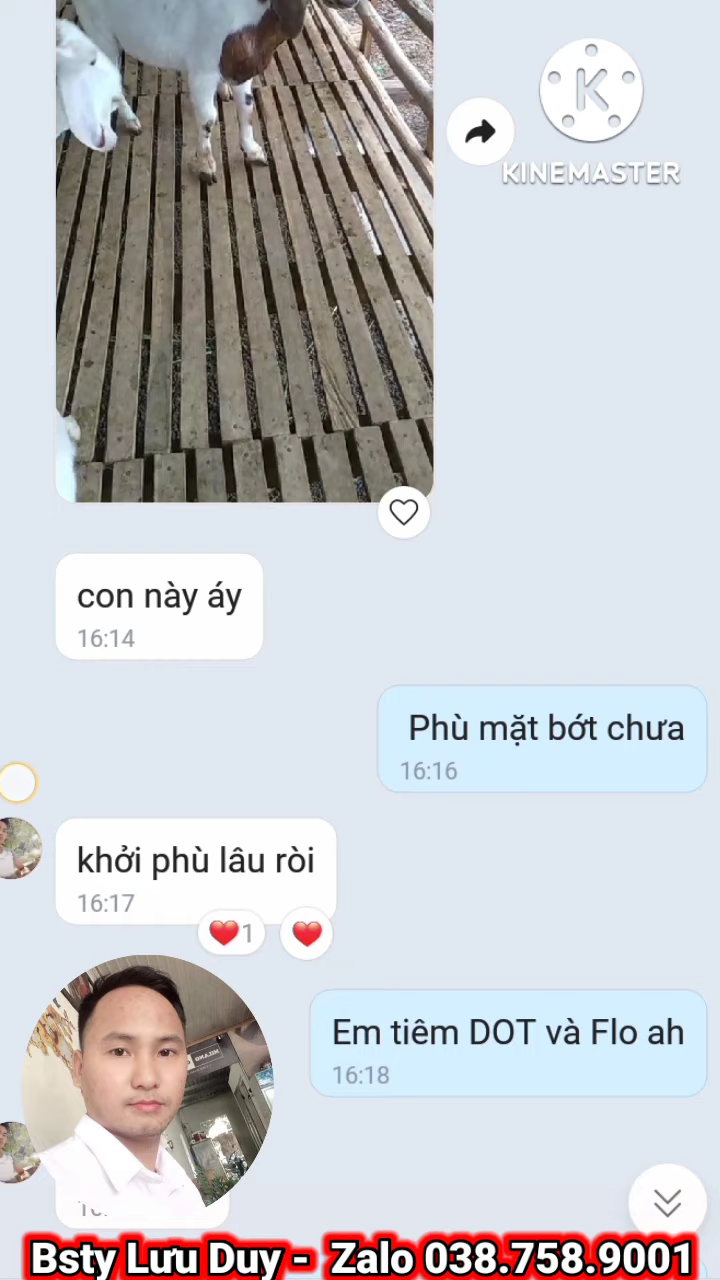 KINEMASTER
con này áy
16:14
Phù mặt bớt chưa
16:16
khởi phù lâu ròi
16:17
1
Em tiêm DOT và Flo ah
16:18
Bsty Lưu Duy - Zalo 038.758.9001